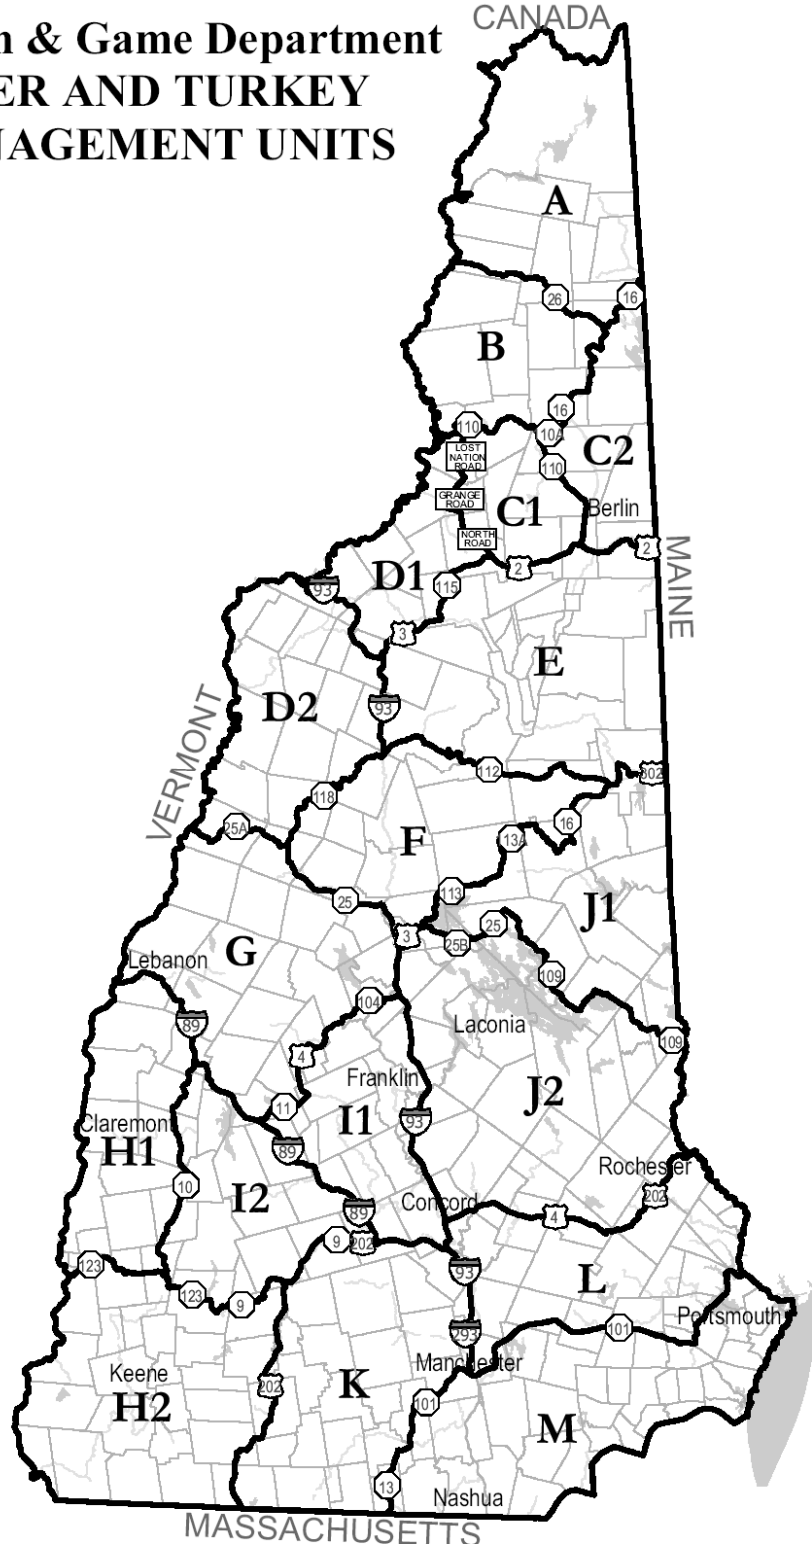 CANADA
& Game Department
AND TURKEY
UNITS
A
26
16
B
16
110
10A
LOST
NATION
ROAD
C2
110
GRANGE
ROAD
C1
Berlin
NORTH
ROAD
2
2
MAINE
D1
93
115
3
E
D2
93
VERMONT
112
302
118
16
25A
F
13A
113
25
J1
3
25B
25
G
Lebanon
109
104
89
Laconia
109
4
Franklin
J2
11
I1
93
Claremont
H1
89
Rochester
10
I2
202
Concord
89
4
9
202
123
93
L
123
9
Portsmouth
293
101
Keene
Manchester
H2
202
K
101
M
13
Nashua
MASSACHUSETTS